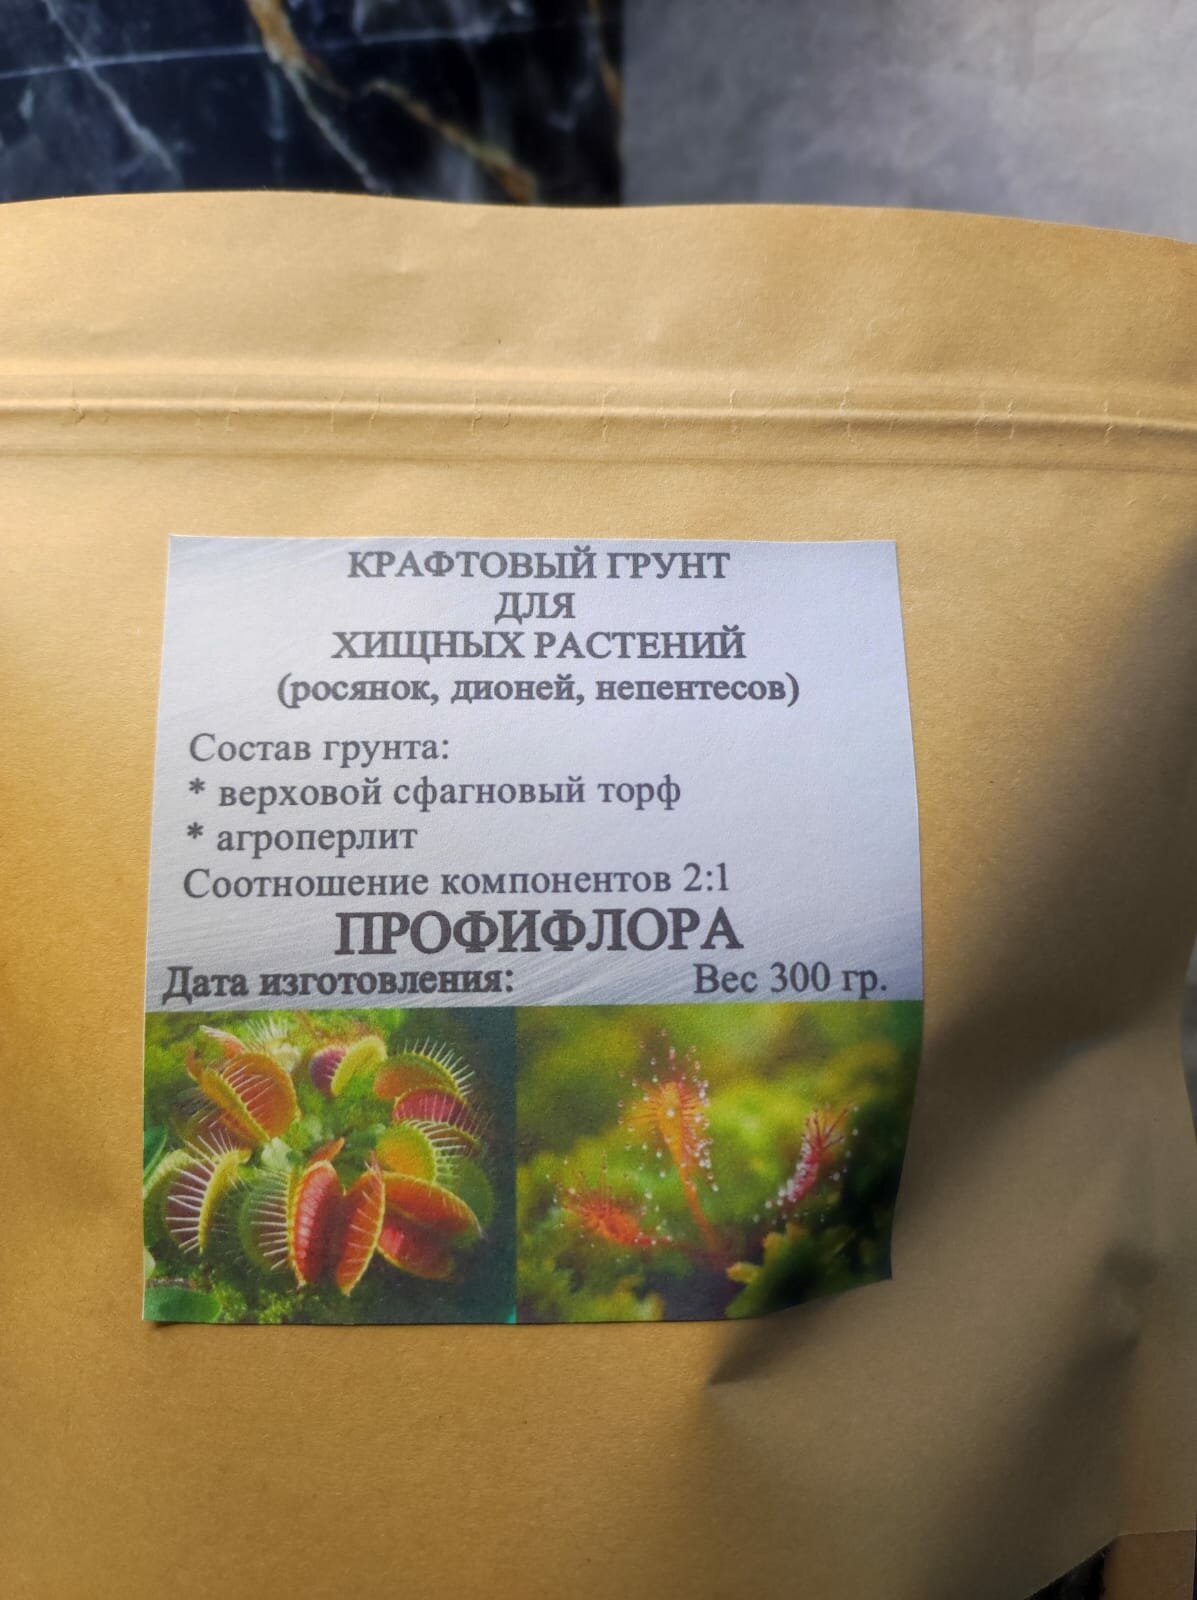 КРАФТОВЫЙ ГРУНТ
ДЛЯ
ХИЩНЫХ РАСТЕНИЙ
(росянок, дионей, непентесов)
Состав грунта:
* верховой сфагновый торф
* агроперлит
Соотношение компонентов 2:1
ПРОФИФЛОРА
Дата изготовления: Вес 300 гр.